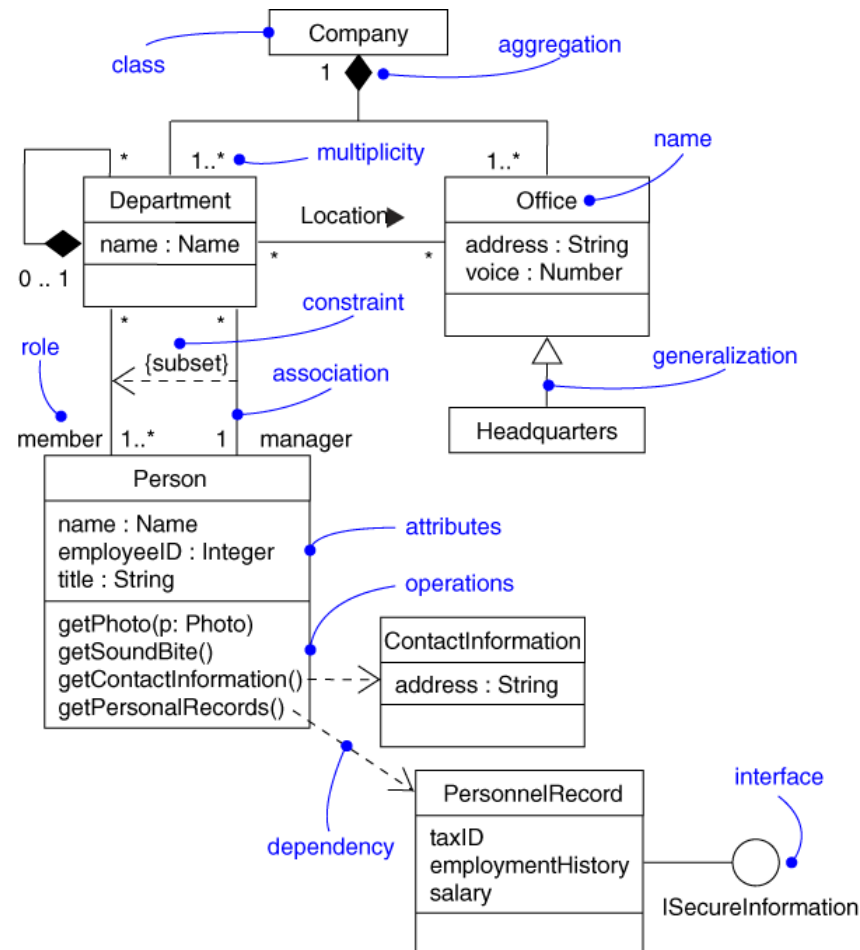 Company
class
1
aggregation
*
1..*
multiplicity
1..*
name
Department
Location
Office
name : Name
address : String
voice : Number
*
*
0 .. 1
*
*
constraint
role
{subset}
association
generalization
member
1..*
1
manager
Headquarters
Person
name : Name
employeeID : Integer
title : String
attributes
operations
getPhoto(p: Photo)
getSoundBite()
getContactInformation()
getPersonalRecords()
ContactInformation
address : String
dependency
PersonnelRecord
taxID
employmentHistory
salary
interface
ISecureInformation